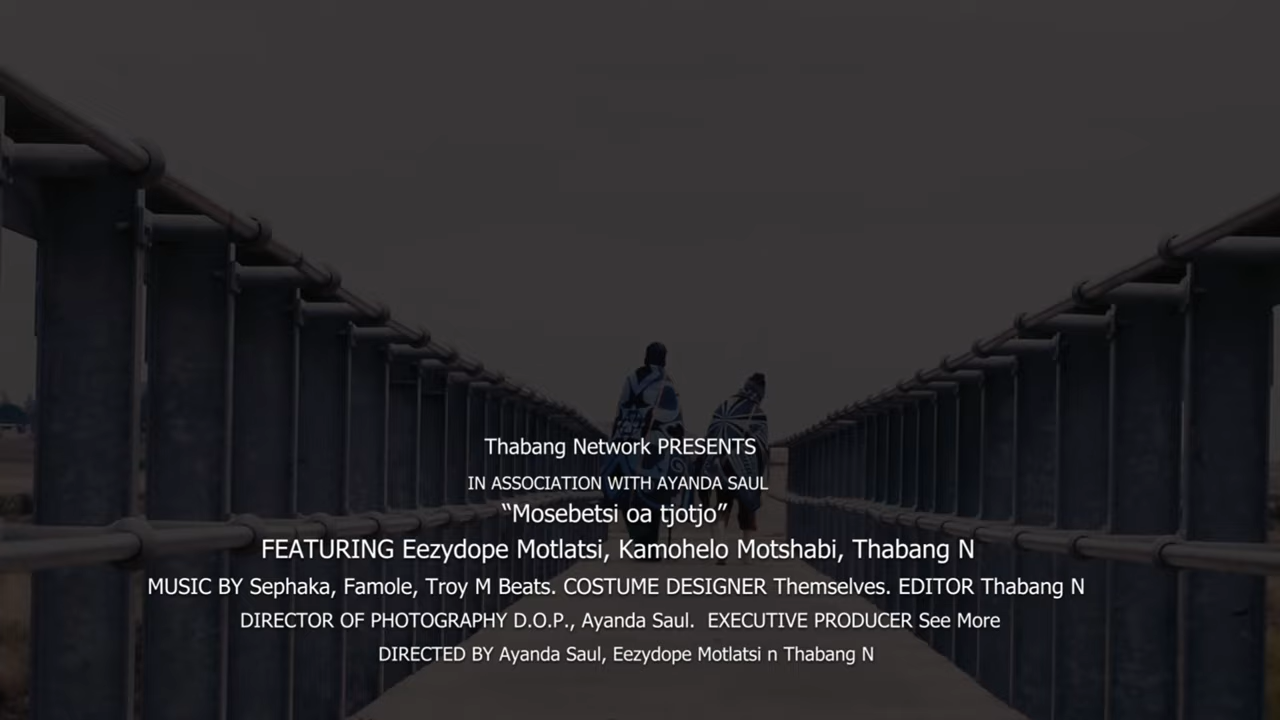 Thabang Network PRESENTS
IN ASSOCIATION WITH AYANDA SAUL
“Mosebetsi oa tjotjo”
FEATURING Eezydope Motlatsi, Kamohelo Motshabi, Thabang N
MUSIC BY Sephaka, Famole, Troy M Beats. COSTUME DESIGNER Themselves. EDITOR Thabang N
DIRECTOR OF PHOTOGRAPHY D.O.P., Ayanda Saul.  EXECUTIVE PRODUCER See More
DIRECTED BY Ayanda Saul, Eezydope Motlatsi n Thabang N